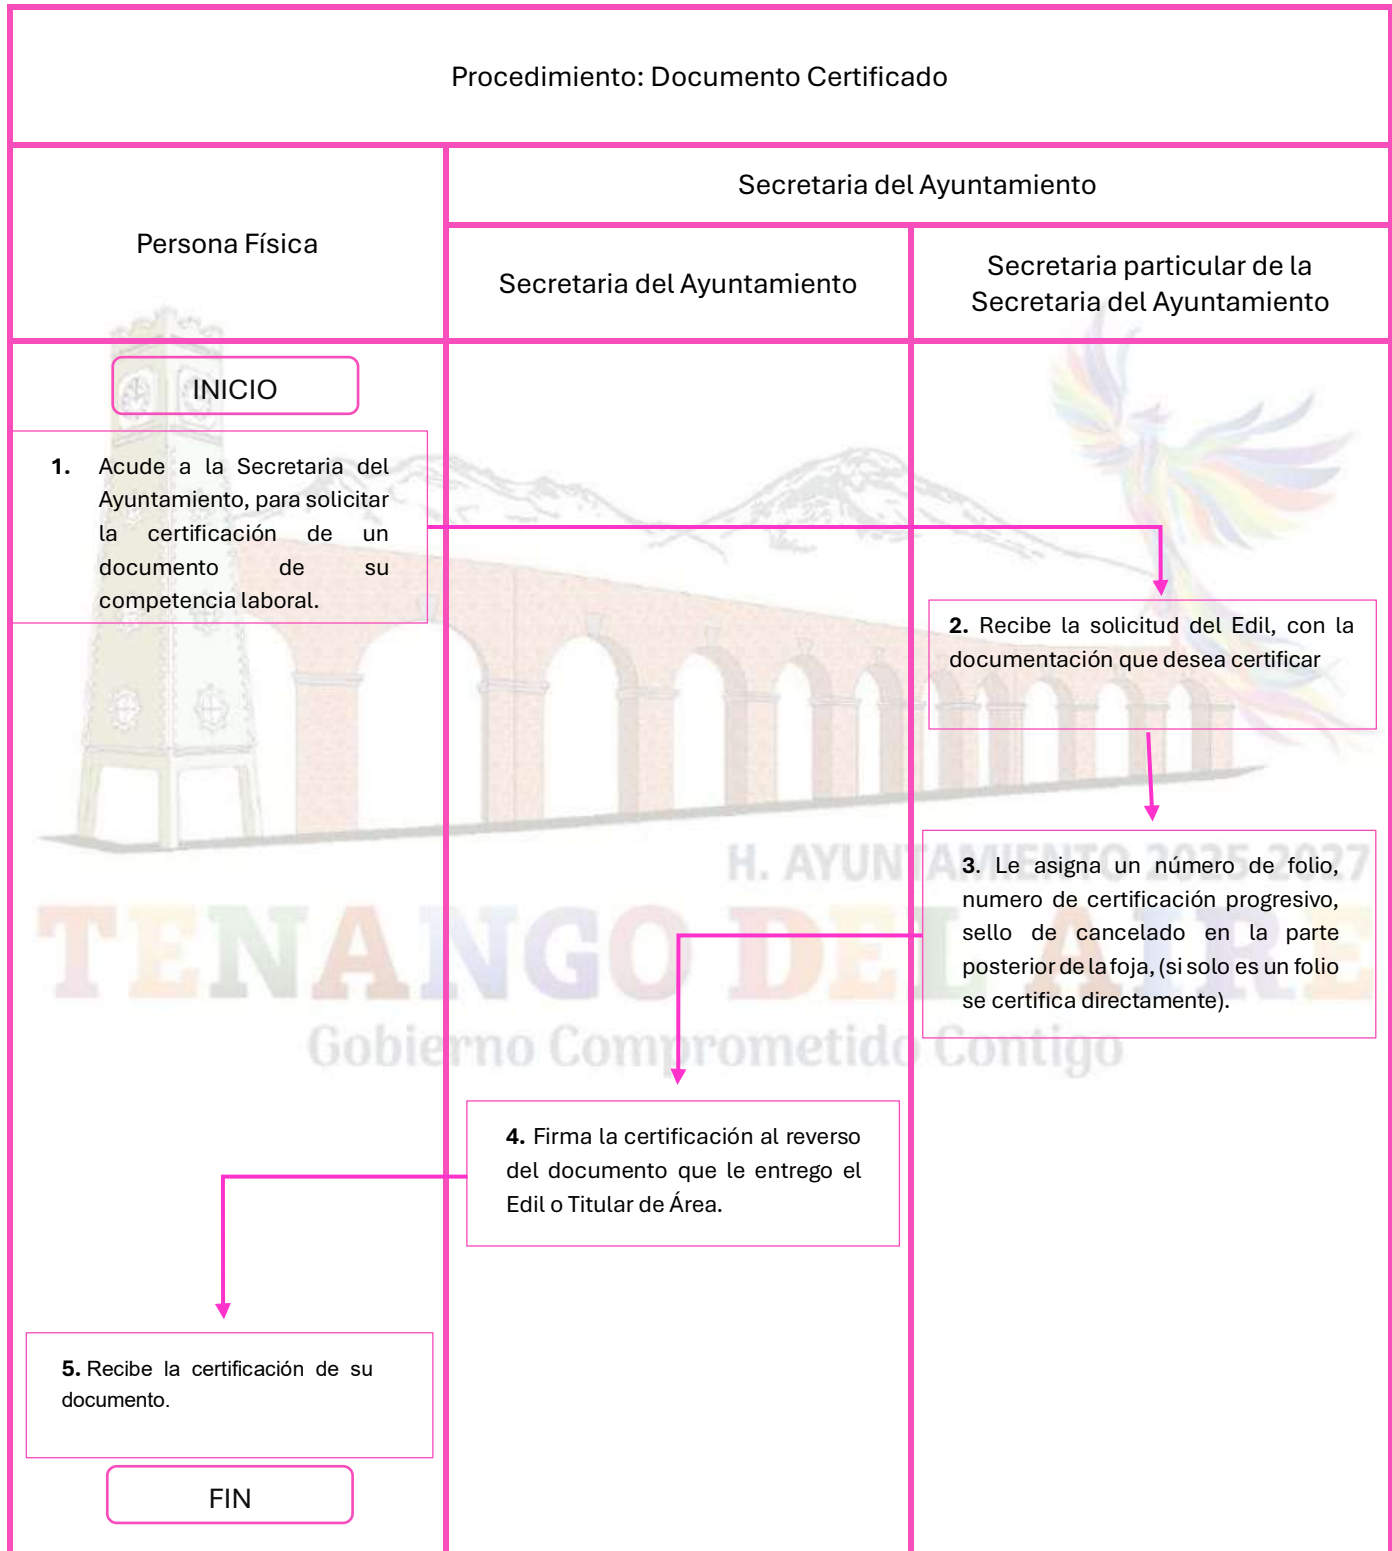 Procedimiento: Documento Certificado
Persona Física
Secretaria del Ayuntamiento
Secretaria del Ayuntamiento
Secretaria particular de la
Secretaria del Ayuntamiento
INICIO
1. Acude a la Secretaria del
Ayuntamiento, para solicitar
la certificación de un
documento de su
competencia laboral.
2. Recibe la solicitud del Edil, con la
documentación que desea certificar
H. AYUNTAMIENTO 2025-2027
TENANGO DEL AIRE
Gobierno Comprometido Contigo
3. Le asigna un número de folio,
numero de certificación progresivo,
sello de cancelado en la parte
posterior de la foja, (si solo es un folio
se certifica directamente).
4. Firma la certificación al reverso
del documento que le entrego el
Edil o Titular de Área.
5. Recibe la certificación de su
documento.
FIN